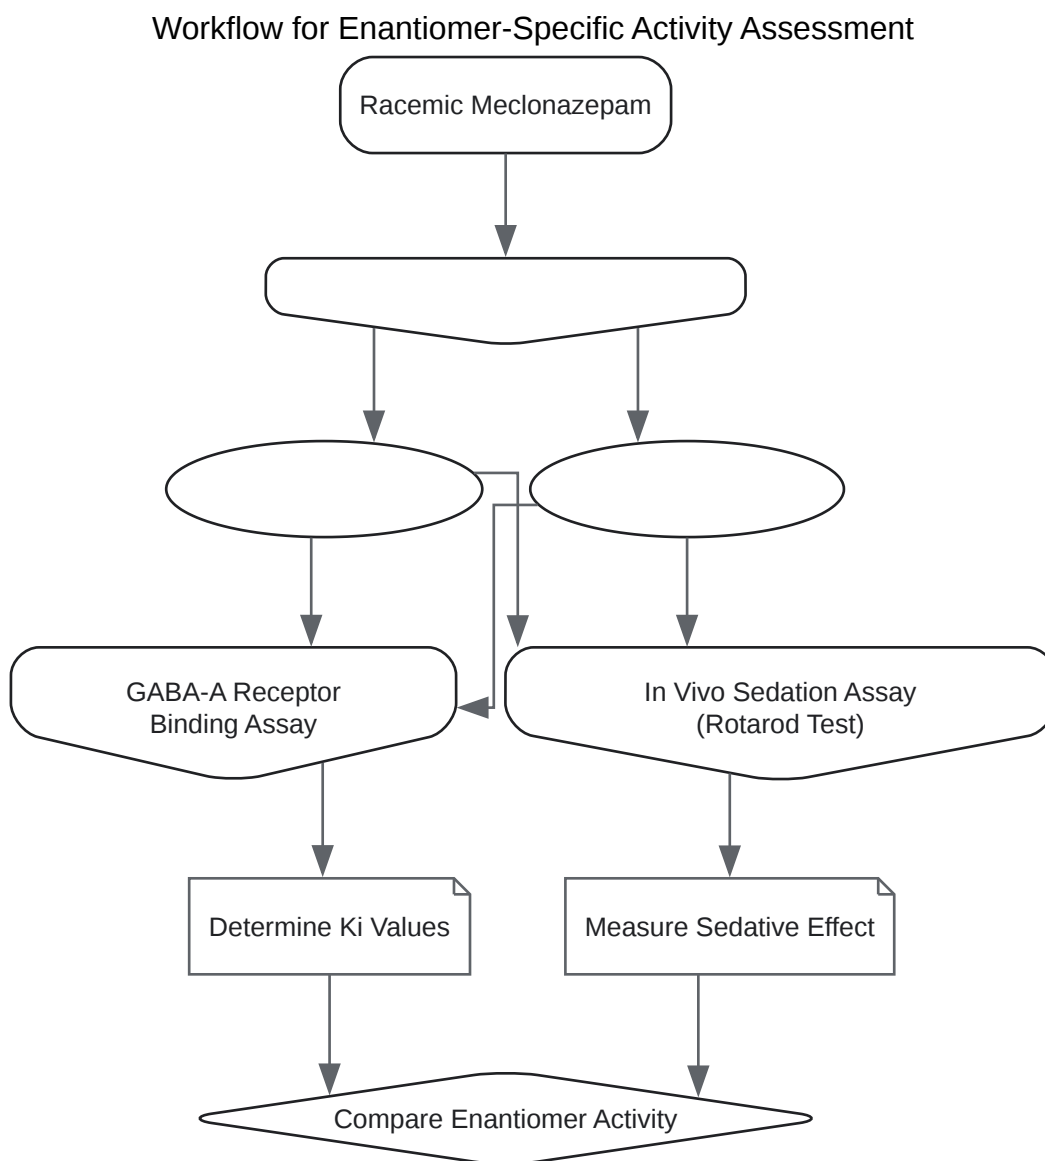 Workflow for Enantiomer-Specific Activity Assessment
Racemic Meclonazepam
GABA-A Receptor
Binding Assay
In Vivo Sedation Assay
(Rotarod Test)
Determine Ki Values
Measure Sedative Effect
Compare Enantiomer Activity